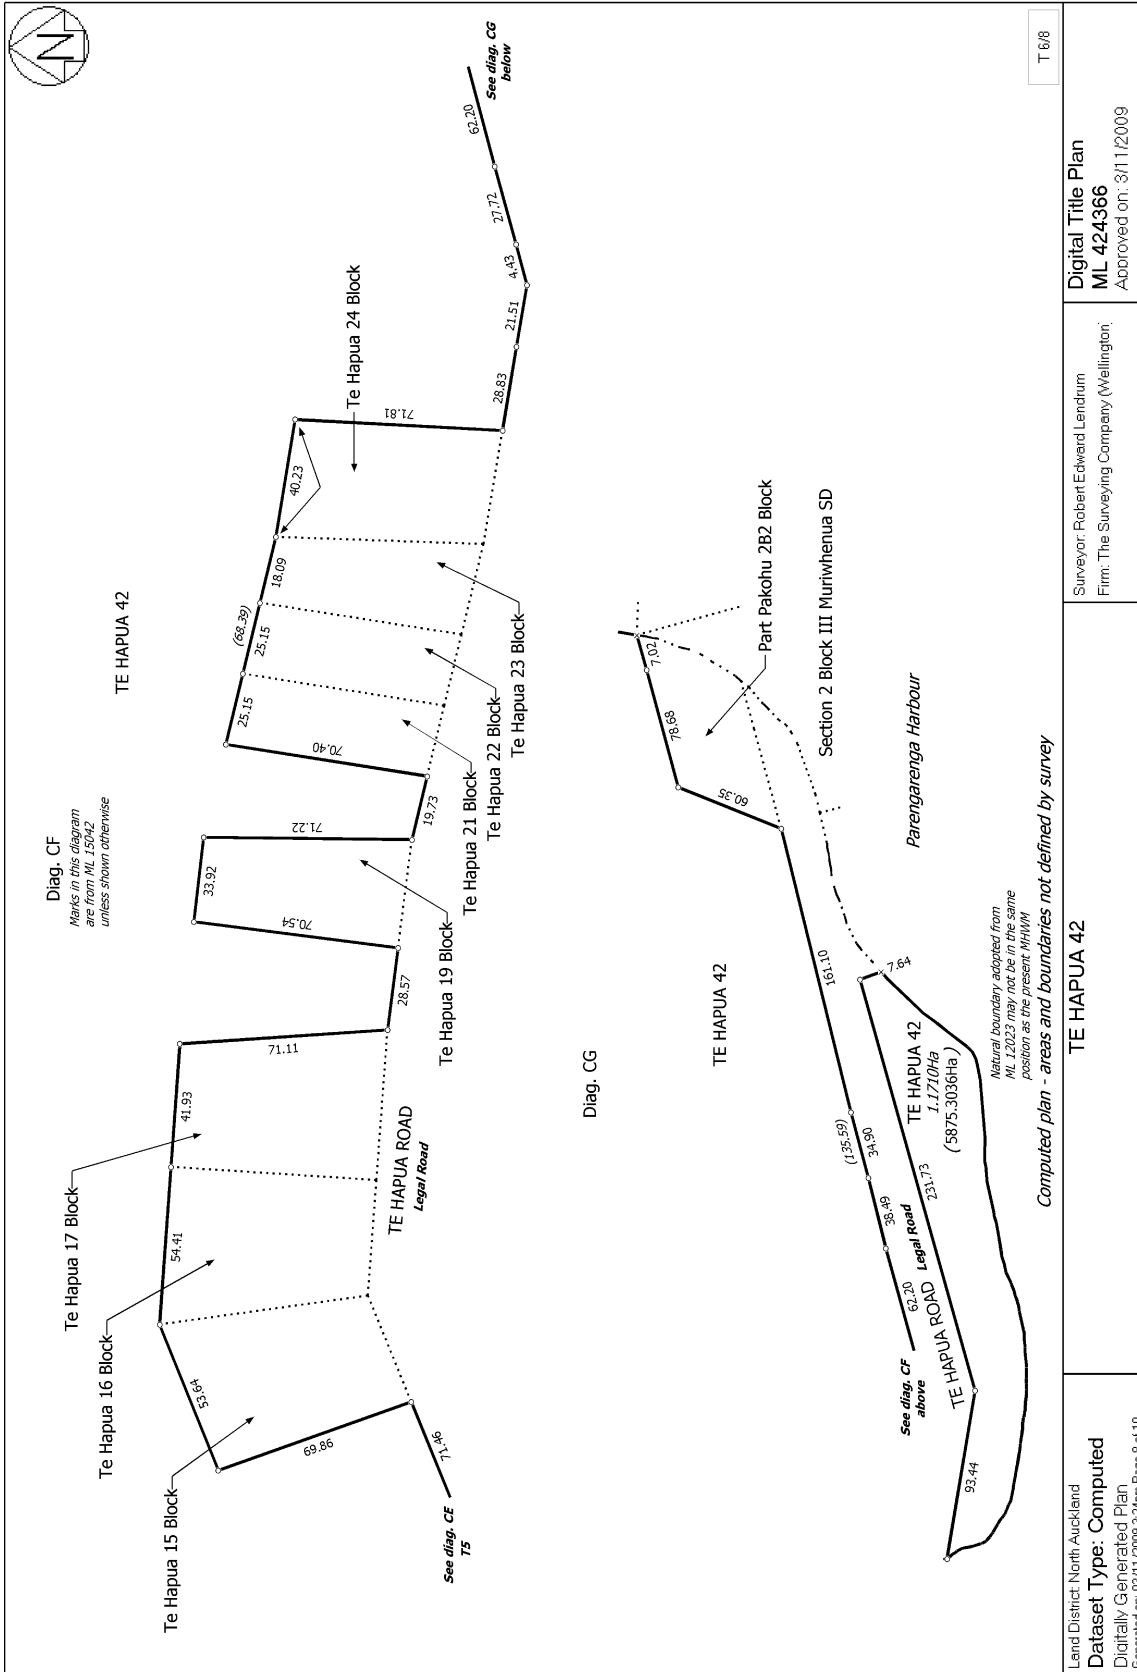 N
T 6/8
Diag. CF
Marks in this diagram
are from ML 15042
unless shown otherwise
TE HAPUA 42
Te Hapua 15 Block
Te Hapua 16 Block
Te Hapua 17 Block
Te Hapua 19 Block
Te Hapua 21 Block
Te Hapua 22 Block
Te Hapua 23 Block
Te Hapua 24 Block
See diag. CE
T5
71.46
69.86
53.64
54.41
41.93
71.11
28.57
70.54
33.92
71.22
19.73
70.40
25.15
25.15
(68.39)
18.09
40.23
71.81
28.83
21.51
4.43
27.72
62.20
See diag. CG
below
TE HAPUA ROAD
Legal Road
Diag. CG
TE HAPUA 42
See diag. CF
above
62.20
38.49
34.90
(135.59)
161.10
60.35
78.68
7.02
Part Pakohu 2B2 Block
Section 2 Block III Muriwhenua SD
Parengarenga Harbour
TE HAPUA ROAD
Legal Road
93.44
231.73
7.64
TE HAPUA 42
1.1710Ha
(5875.3036Ha)
Natural boundary adopted from
ML 12023 may not be in the same
position as the present MHWM
Computed plan - areas and boundaries not defined by survey
Land District: North Auckland
Dataset Type: Computed
Digitally Generated Plan
TE HAPUA 42
Surveyor: Robert Edward Lendrum
Firm: The Surveying Company (Wellington
Digital Title Plan
ML 424366
Approved on: 3/11/2009